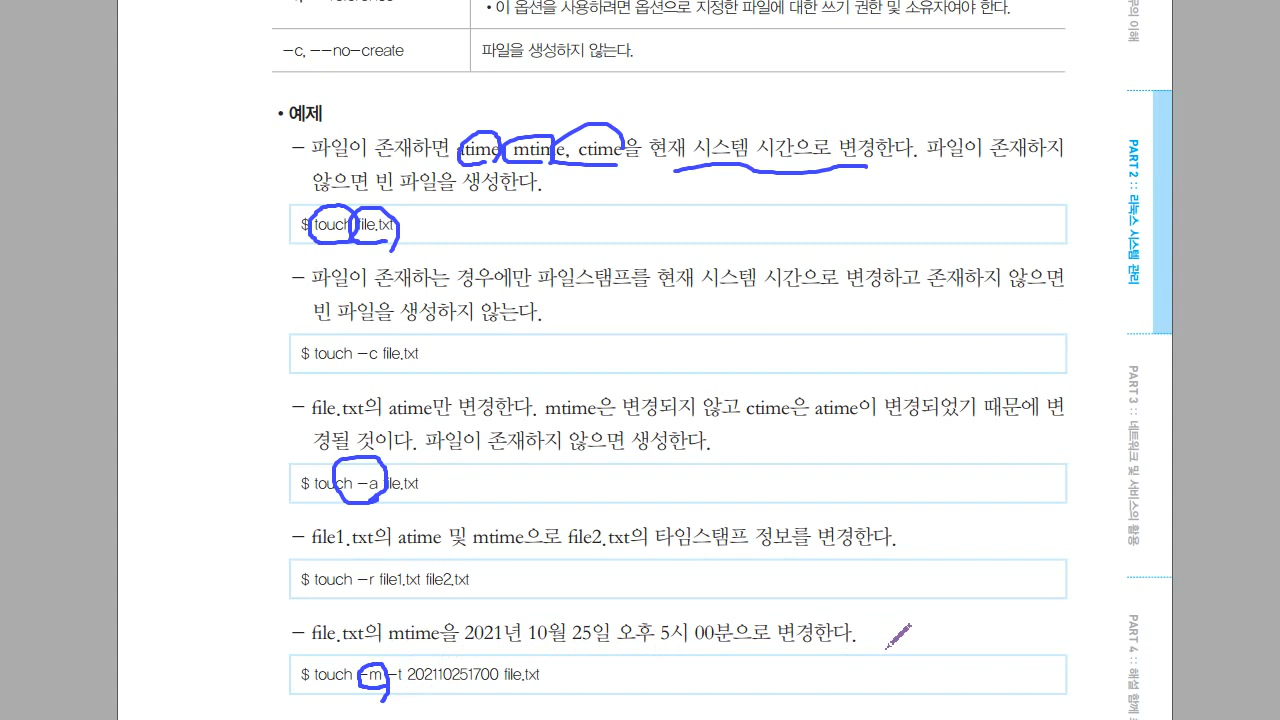 • 이 옵션을 사용하려면 옵션으로 지정한 파일에 대한 쓰기 권한 및 소유자여야 한다.
-c, --no-create 파일을 생성하지 않는다.
• 예제
– 파일이 존재하면 atime, mtime, ctime을 현재 시스템 시간으로 변경한다. 파일이 존재하지
않으면 빈 파일을 생성한다.
$ touch file.txt
– 파일이 존재하는 경우에만 파일스탬프를 현재 시스템 시간으로 변경하고 존재하지 않으면
빈 파일을 생성하지 않는다.
$ touch -c file.txt
– file.txt의 atime만 변경한다. mtime은 변경되지 않고 ctime은 atime이 변경되었기 때문에 변
경될 것이다. 파일이 존재하지 않으면 생성한다.
$ touch -a file.txt
– file1.txt의 atime 및 mtime으로 file2.txt의 타임스탬프 정보를 변경한다.
$ touch -r file1.txt file2.txt
– file.txt의 mtime을 2021년 10월 25일 오후 5시 00분으로 변경한다.
$ touch -m -t 202110251700 file.txt
이해
PART 2 :: 리눅스 시스템 관리
PART 3 :: 네트워크 및 서비스의 활용
PART 4 :: 해설 함께